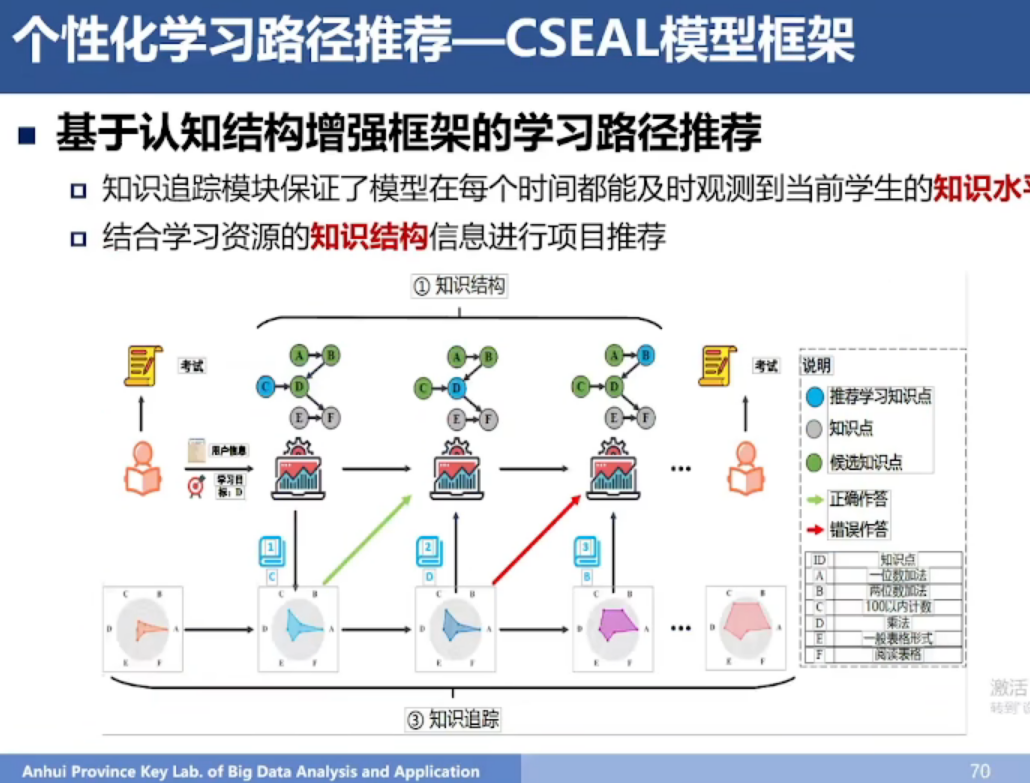 个性化学习路径推荐—CSEAL模型框架
基于认知结构增强框架的学习路径推荐
知识追踪模块保证了模型在每个时间都能及时观测到当前学生的知识水平
结合学习资源的知识结构信息进行项目推荐
① 知识结构
考试
A B
C D
E F
A B
C D
E F
A B
C D
E F
考试
用户信息
学习目
标：D
...
1
C
2
D
3
B
C B
D A
E F
C B
D A
E F
C B
D A
E F
C B
D A
E F
...
C B
D A
E F
③ 知识追踪
说明
推荐学习知识点
知识点
候选知识点
正确作答
错误作答
ID 知识点
A 一位数加法
B 两位数加法
C 100以内计数
D 乘法
E 一般表格形式
F 阅读表格
激活
转到"设
Anhui Province Key Lab. of Big Data Analysis and Application
70